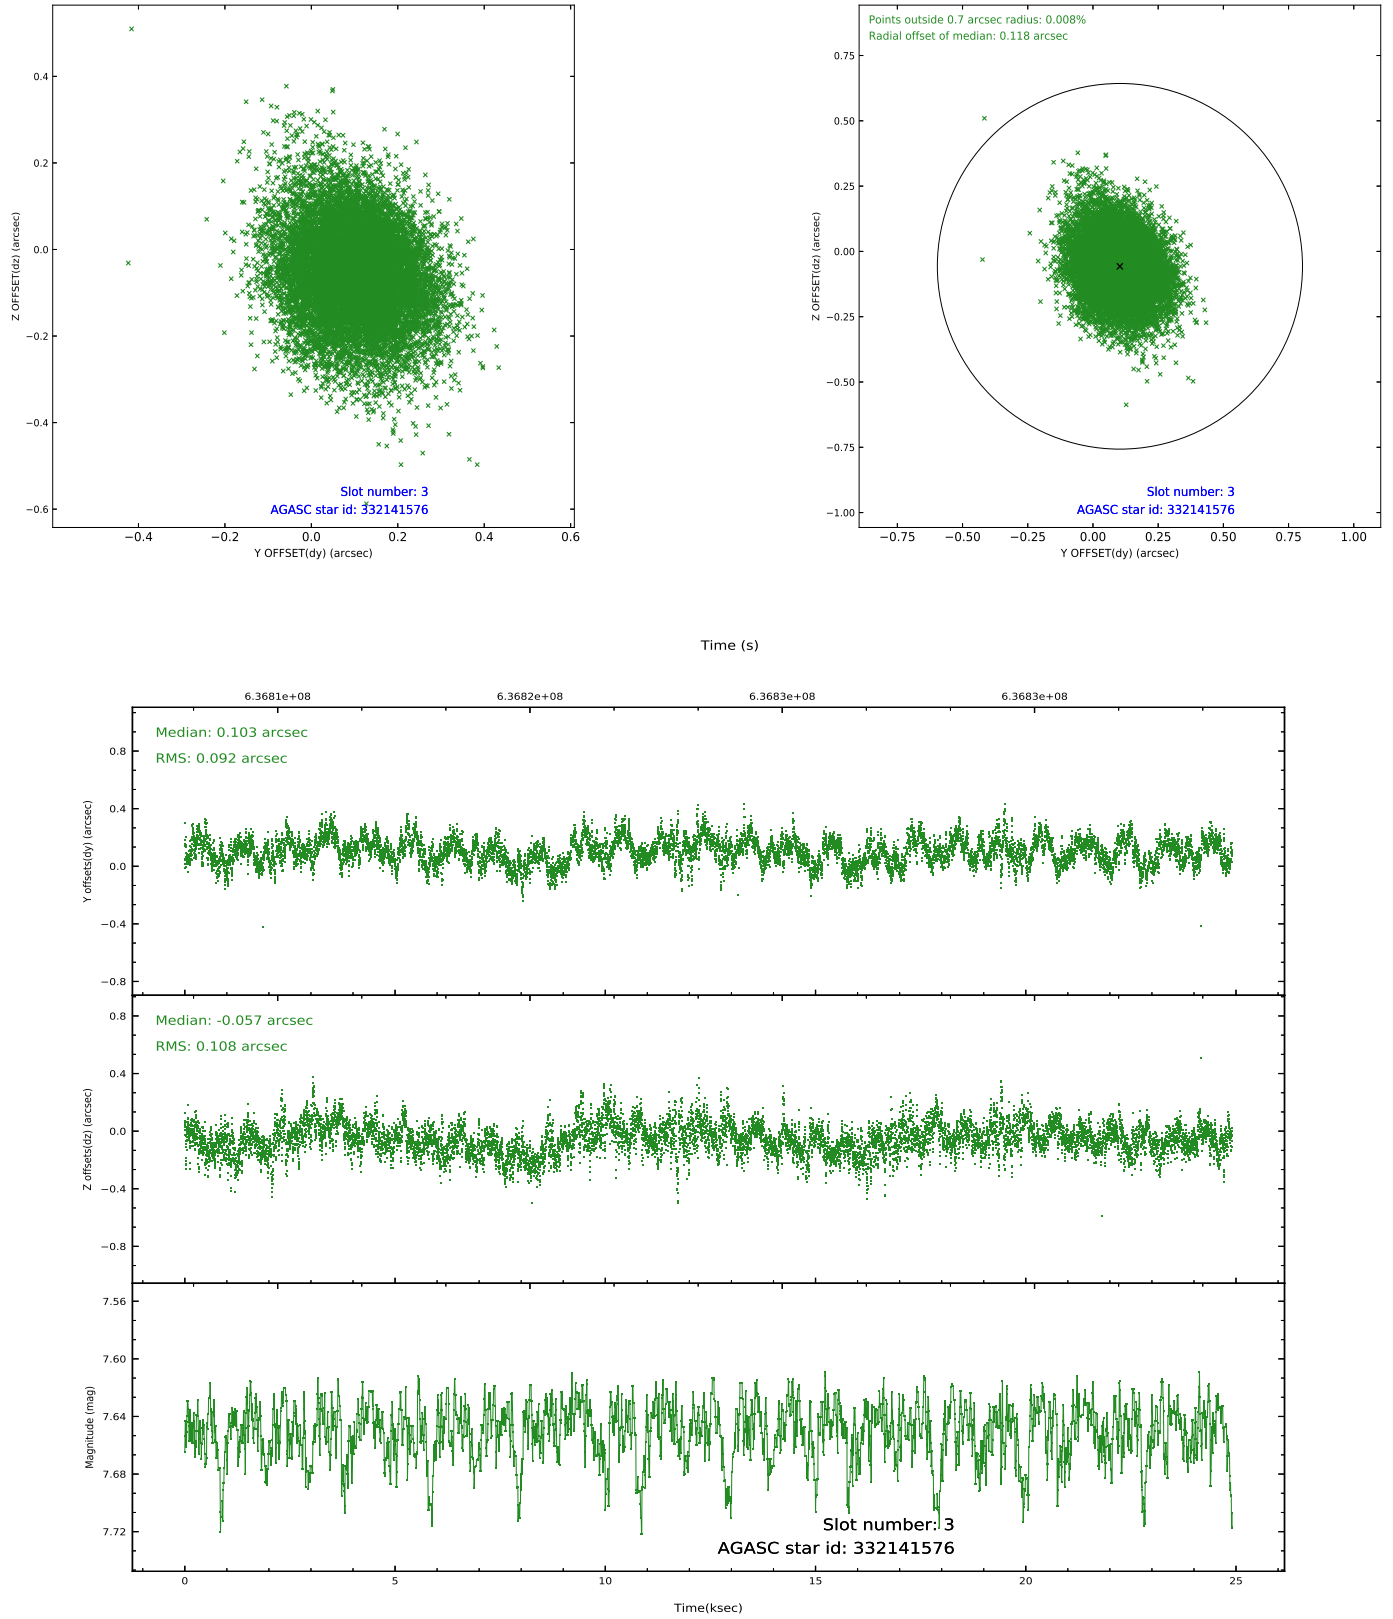 0.4
0.2
0.0
−0.2
−0.4
−0.6
Z OFFSET(dz) (arcsec)
Slot number: 3
AGASC star id: 332141576
−0.4
−0.2
0.0
0.2
0.4
0.6
Y OFFSET(dy) (arcsec)
Points outside 0.7 arcsec radius: 0.008%
Radial offset of median: 0.118 arcsec
0.75
0.50
0.25
0.00
−0.25
−0.50
−0.75
−1.00
Z OFFSET(dz) (arcsec)
Slot number: 3
AGASC star id: 332141576
−0.75
−0.50
−0.25
0.00
0.25
0.50
0.75
1.00
Y OFFSET(dy) (arcsec)
Time (s)
6.3681e+08
6.3682e+08
6.3683e+08
6.3683e+08
Median: 0.103 arcsec
RMS: 0.092 arcsec
0.8
0.4
0.0
−0.4
−0.8
Y offsets(dy) (arcsec)
Median: -0.057 arcsec
RMS: 0.108 arcsec
0.8
0.4
0.0
−0.4
−0.8
Z offsets(dz) (arcsec)
7.56
7.60
7.64
7.68
7.72
Magnitude (mag)
Slot number: 3
AGASC star id: 332141576
0
5
10
15
20
25
Time(ksec)